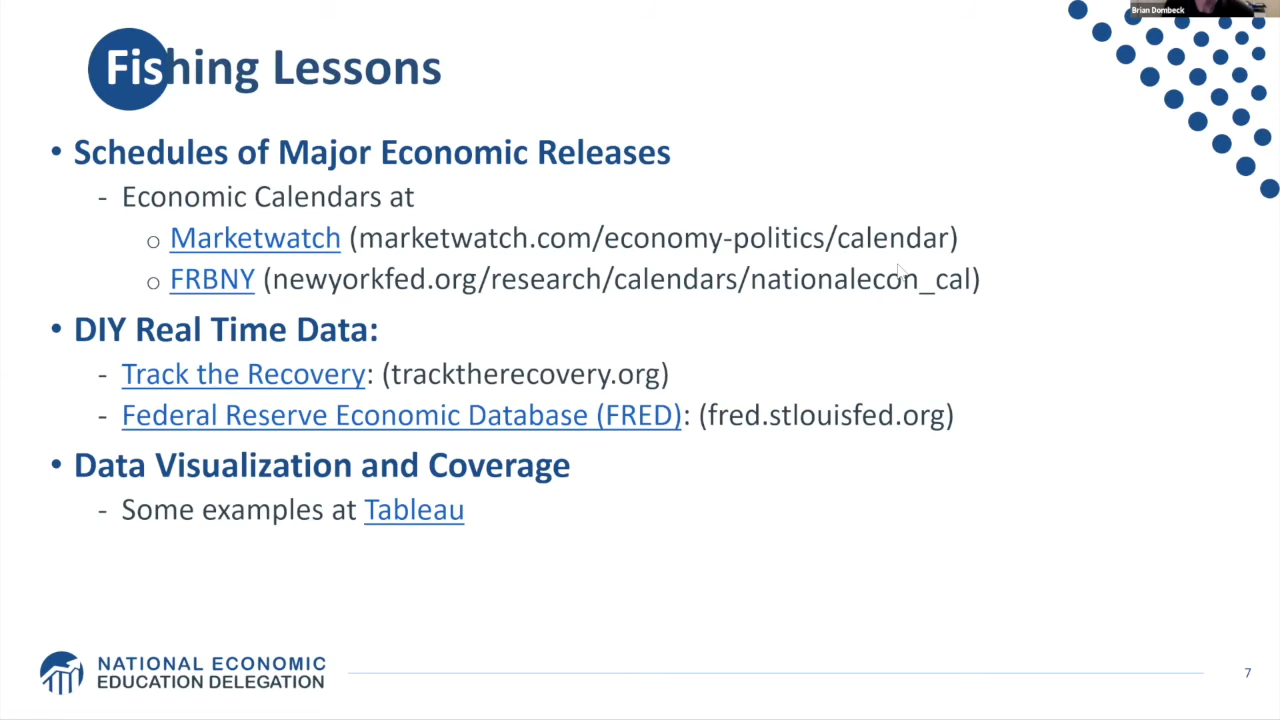 Brian Dombeck
Fishing Lessons
• Schedules of Major Economic Releases
- Economic Calendars at
o Marketwatch (marketwatch.com/economy-politics/calendar)
o FRBNY (newyorkfed.org/research/calendars/nationalecon_cal)
• DIY Real Time Data:
- Track the Recovery: (tracktherecovery.org)
- Federal Reserve Economic Database (FRED): (fred.stlouisfed.org)
• Data Visualization and Coverage
- Some examples at Tableau
NATIONAL ECONOMIC
EDUCATION DELEGATION
7